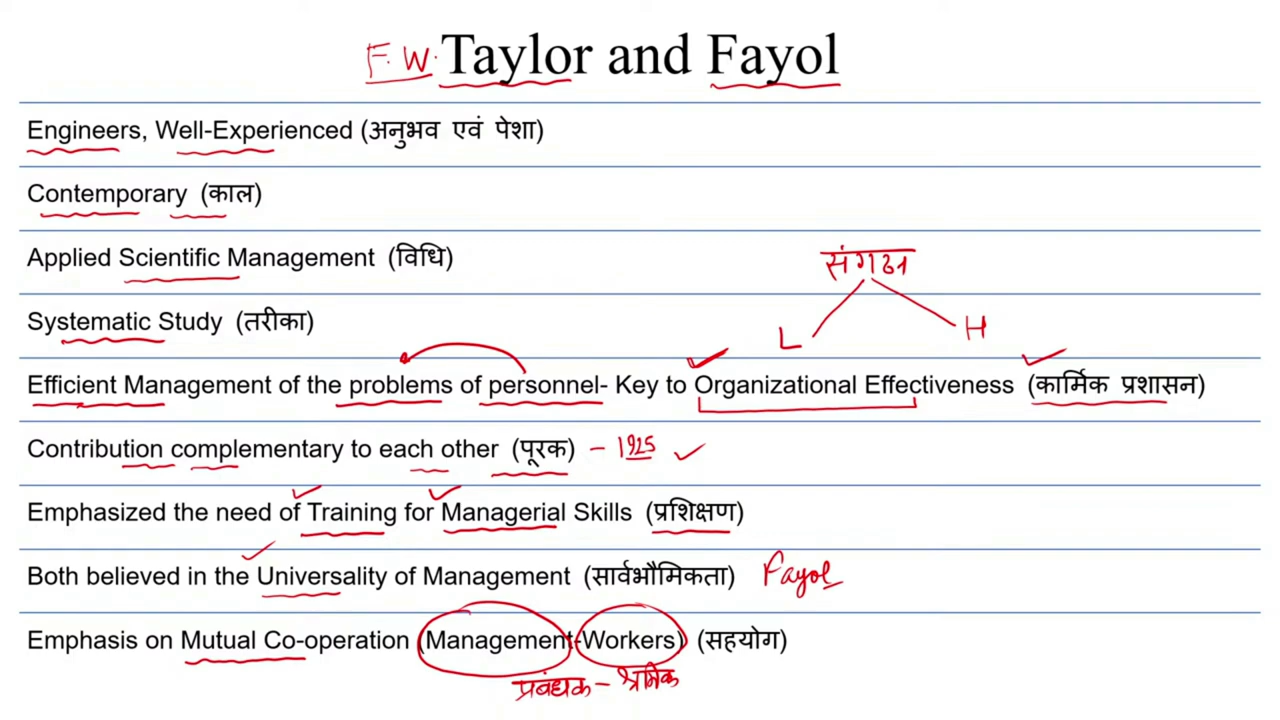 F.W. Taylor and Fayol
Engineers, Well-Experienced (अनुभव एवं पेशा)
Contemporary (काल)
Applied Scientific Management (विधि)
संगठन
Systematic Study (तरीका)
L H
Efficient Management of the problems of personnel- Key to Organizational Effectiveness (कार्मिक प्रशासन)
Contribution complementary to each other (पूरक) – 1925
Emphasized the need of Training for Managerial Skills (प्रशिक्षण)
Both believed in the Universality of Management (सार्वभौमिकता) Fayol
Emphasis on Mutual Co-operation (Management-Workers) (सहयोग)
प्रबंधक – श्रमिक